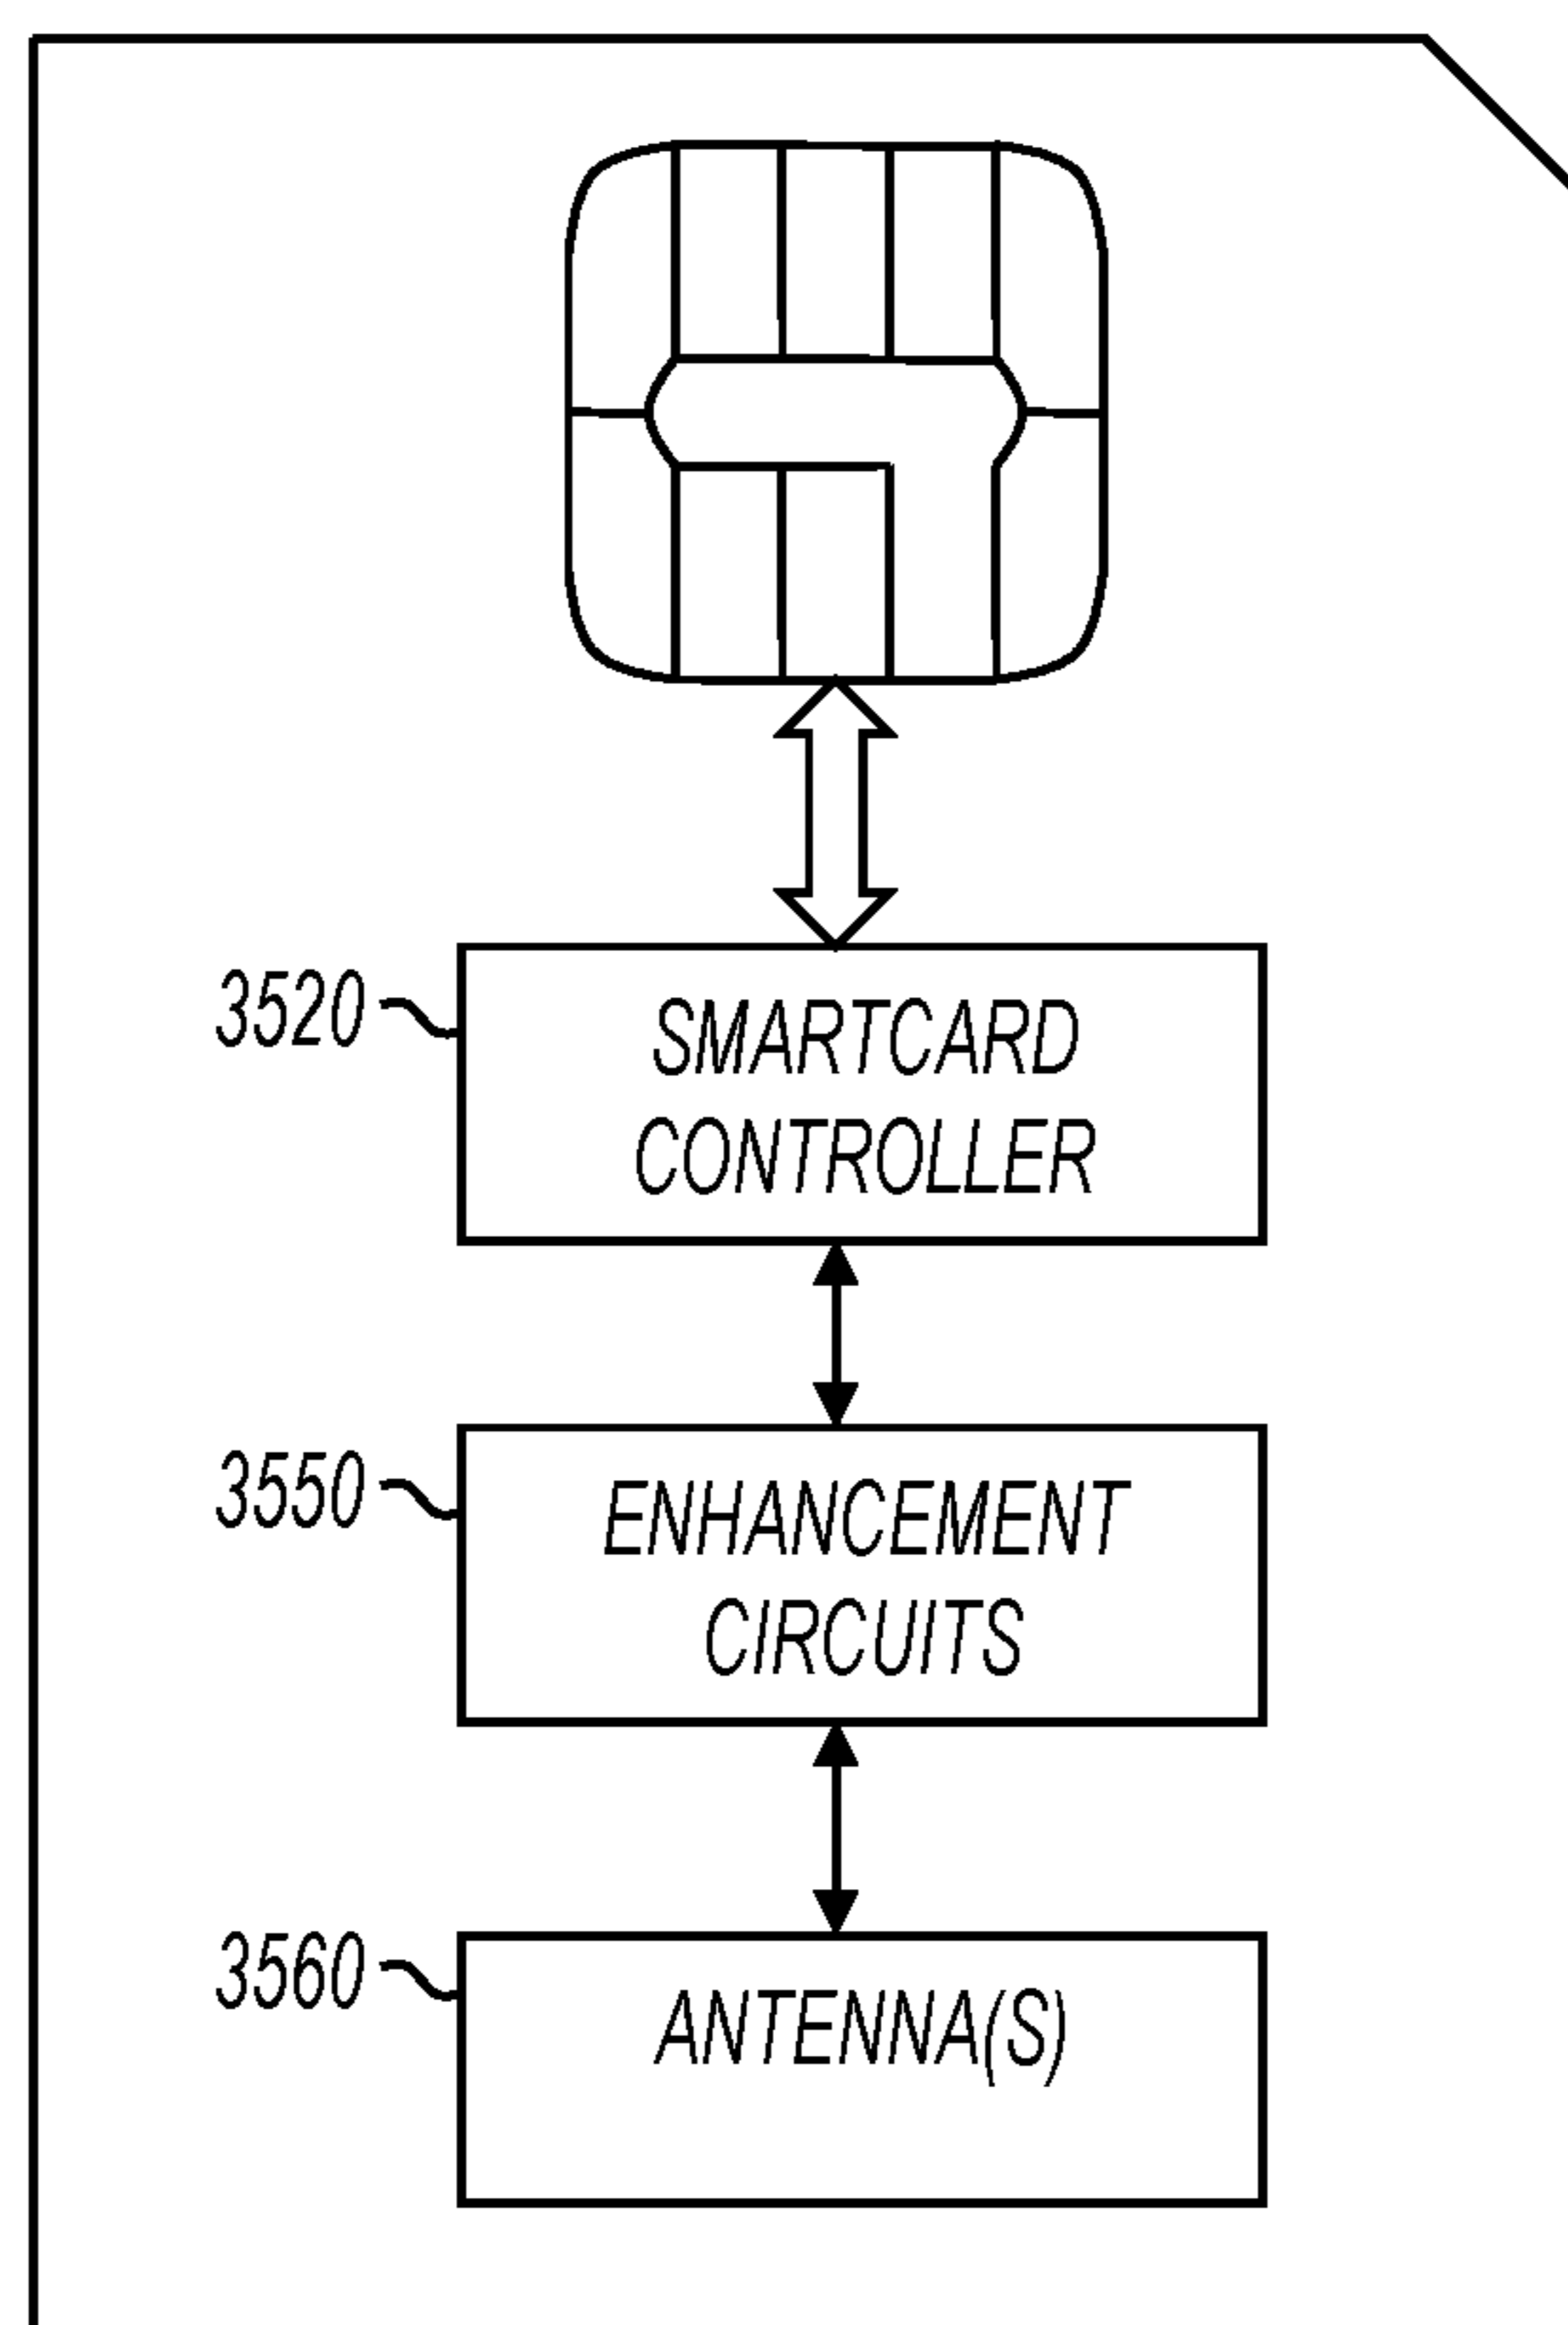 3520
SMARTCARD
CONTROLLER
3550
ENHANCEMENT
CIRCUITS
3560
ANTENNA(S)